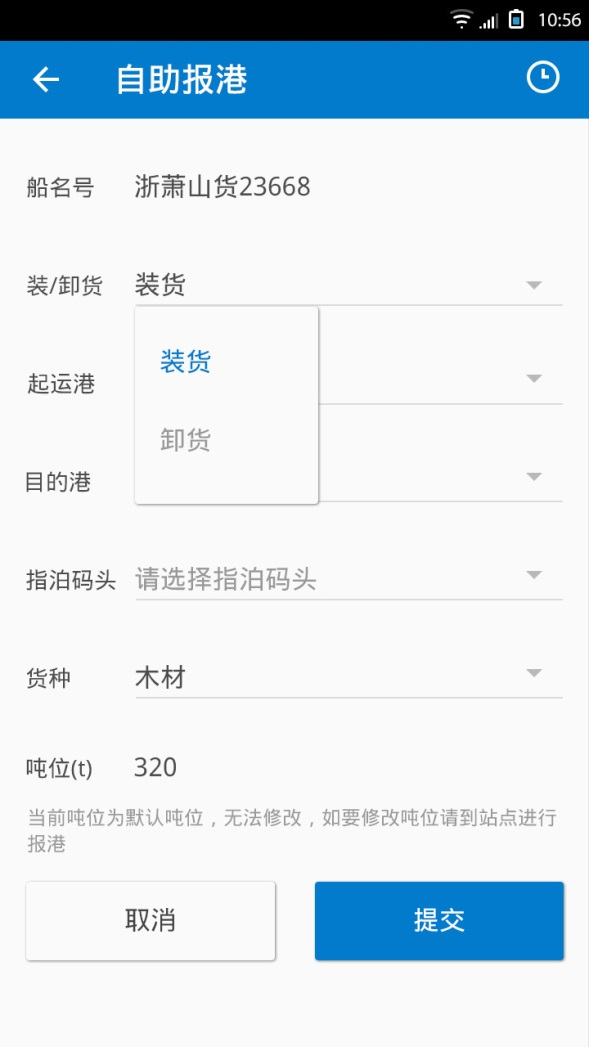 10:56
自助报港
船名号 浙萧山货23668
装/卸货 装货
装货
起运港
卸货
目的港
指泊码头 请选择指泊码头
货种 木材
吨位(t) 320
当前吨位为默认吨位，无法修改，如要修改吨位请到站点进行
报港
取消 提交